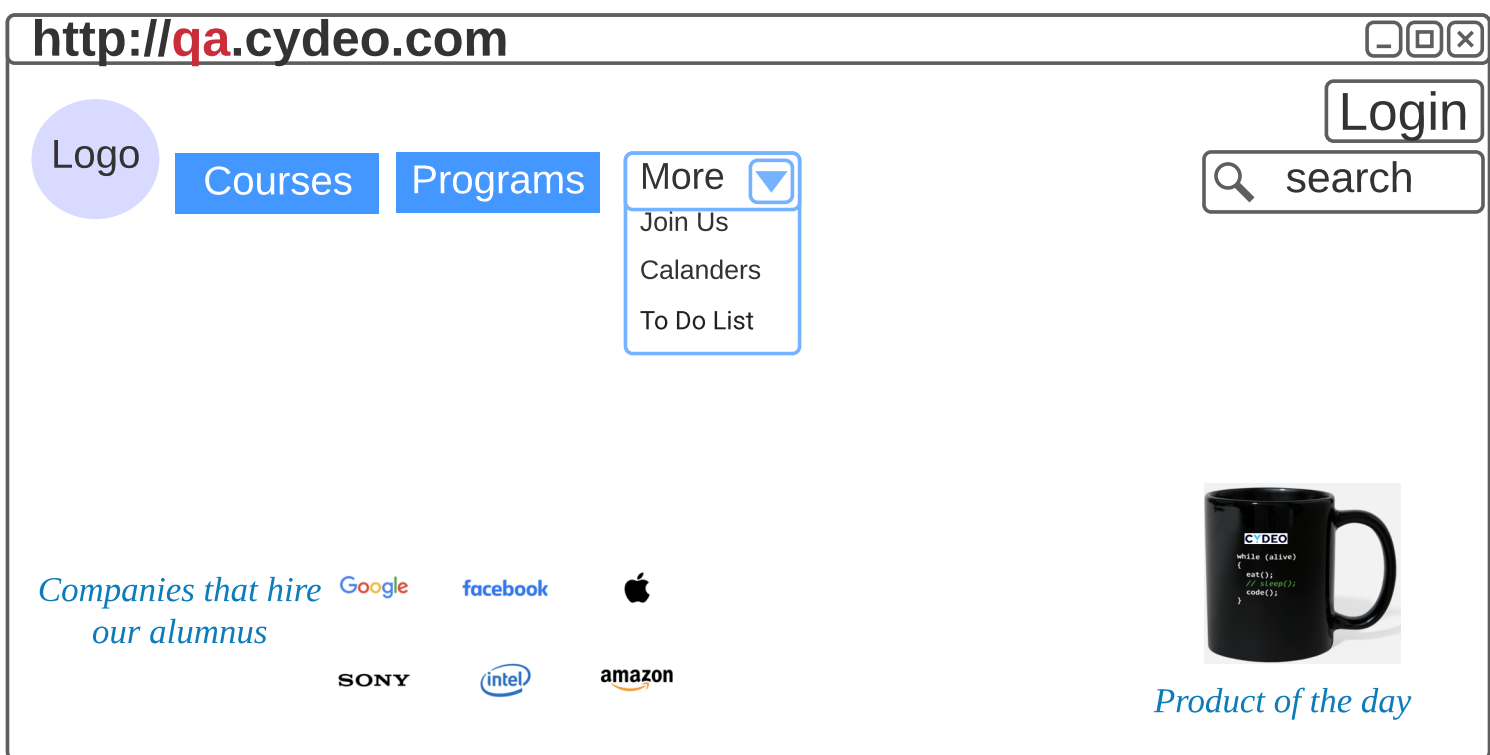 http://qa.cydeo.com
Login
Logo
Courses
Programs
More
search
Join Us
Calanders
To Do List
Companies that hire
our alumnus
Google
facebook
SONY
intel
amazon
CYDEO
while (alive)
{
eat();
// sleep();
code();
}
Product of the day